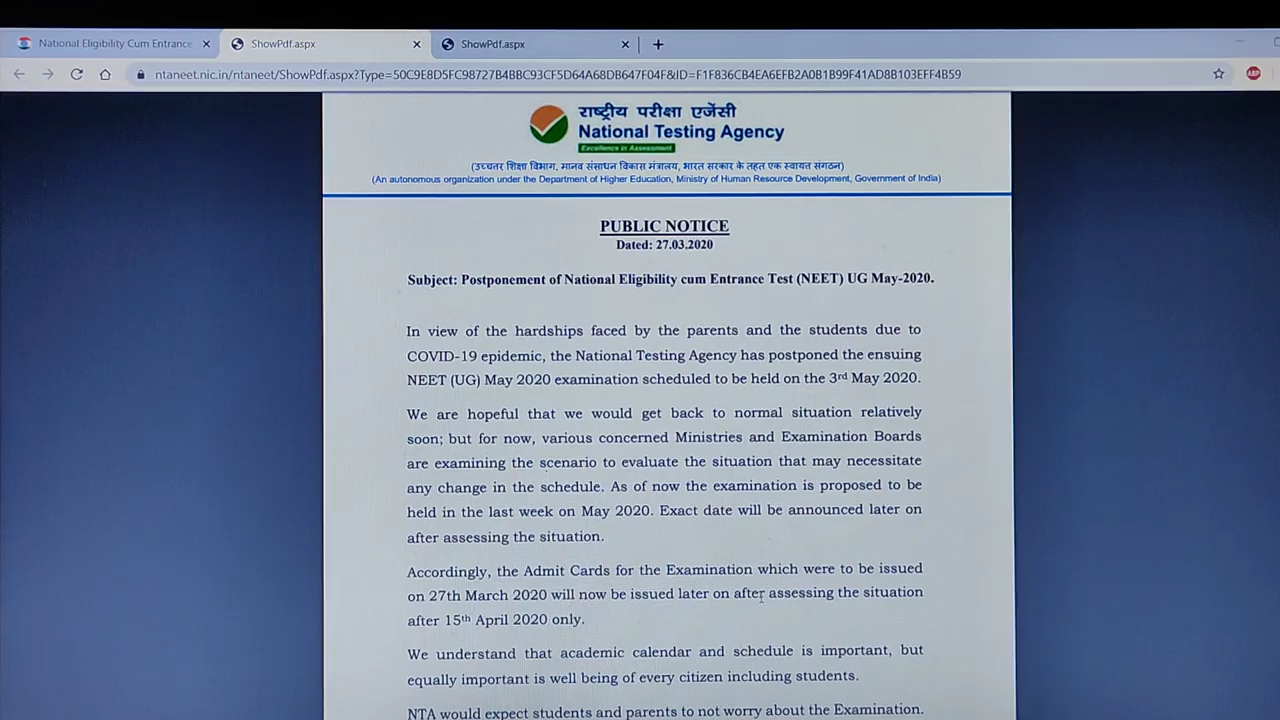 National Eligibility Cum Entrance
ShowPdf.aspx
ShowPdf.aspx
ntaneet.nic.in/ntaneet/ShowPdf.aspx?Type=50C9E8D5FC98727B4BBC93CF5D64A68DB647F04F&ID=F1F836CB4EA6EFB2A0B1B99F41AD8B103EFF4B59
ABP
राष्ट्रीय परीक्षा एजेंसी
National Testing Agency
Excellence in Assessment
(उच्चतर शिक्षा विभाग, मानव संसाधन विकास मंत्रालय, भारत सरकार के तहत एक स्वायत्त संगठन)
(An autonomous organization under the Department of Higher Education, Ministry of Human Resource Development, Government of India)
PUBLIC NOTICE
Dated: 27.03.2020
Subject: Postponement of National Eligibility cum Entrance Test (NEET) UG May-2020.
In view of the hardships faced by the parents and the students due to
COVID-19 epidemic, the National Testing Agency has postponed the ensuing
NEET (UG) May 2020 examination scheduled to be held on the 3rd May 2020.
We are hopeful that we would get back to normal situation relatively
soon; but for now, various concerned Ministries and Examination Boards
are examining the scenario to evaluate the situation that may necessitate
any change in the schedule. As of now the examination is proposed to be
held in the last week on May 2020. Exact date will be announced later on
after assessing the situation.
Accordingly, the Admit Cards for the Examination which were to be issued
on 27th March 2020 will now be issued later on after assessing the situation
after 15th April 2020 only.
We understand that academic calendar and schedule is important, but
equally important is well being of every citizen including students.
NTA would expect students and parents to not worry about the Examination.